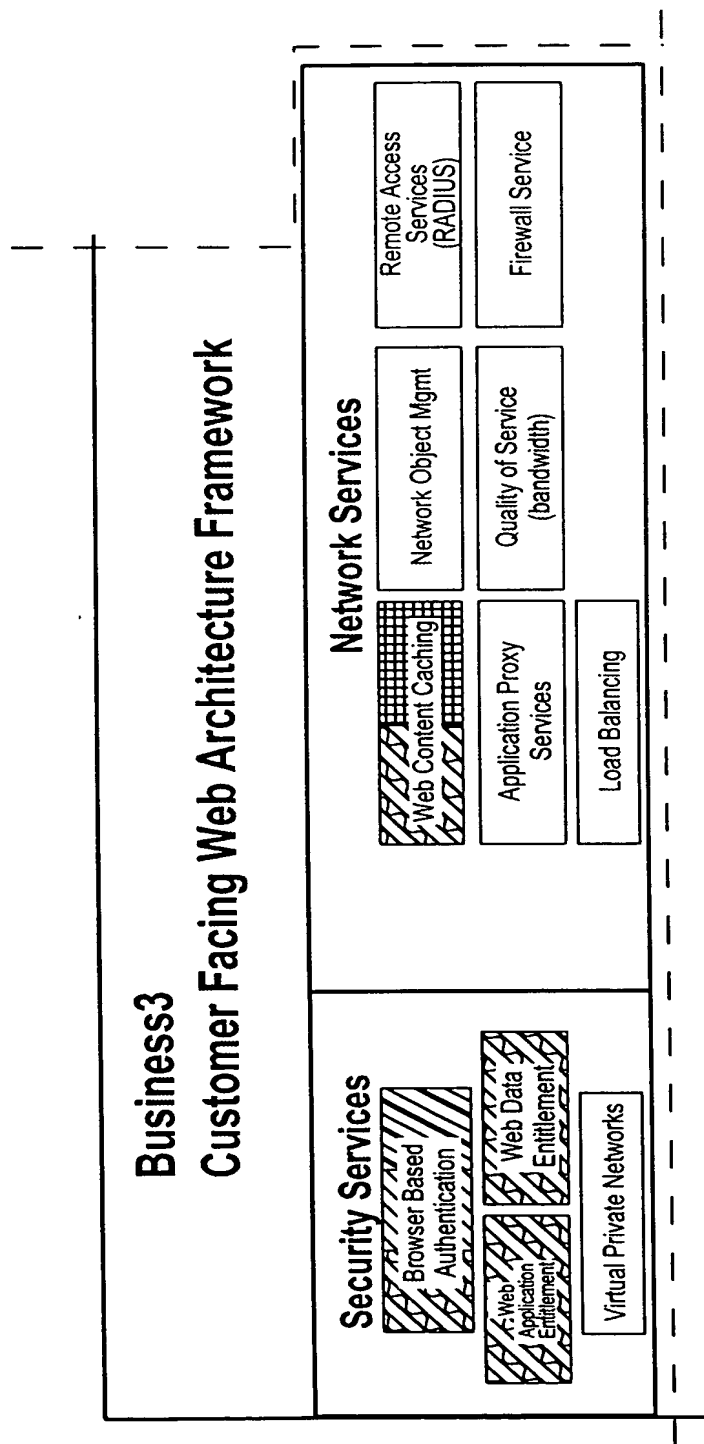 Business3
Customer Facing Web Architecture Framework
Security Services
Browser Based
Authentication
Web
Application
Entitlement
Web Data
Entitlement
Virtual Private Networks
Network Services
Web Content Caching
Network Object Mgmt
Remote Access
Services
(RADIUS)
Application Proxy
Services
Quality of Service
(bandwidth)
Firewall Service
Load Balancing